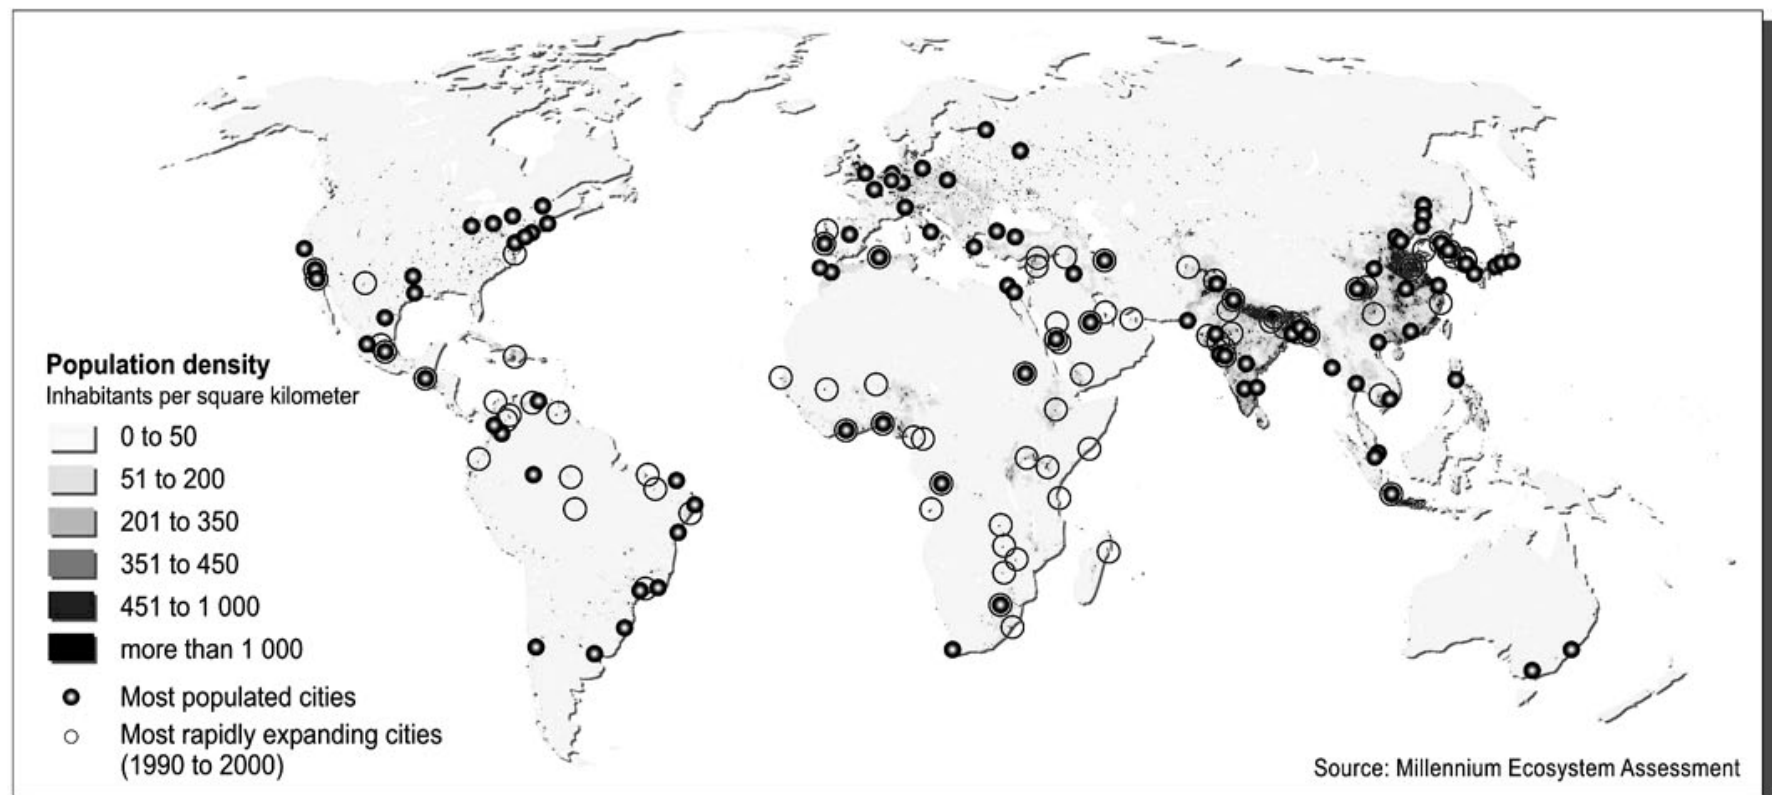 Population density
Inhabitants per square kilometer
0 to 50
51 to 200
201 to 350
351 to 450
451 to 1 000
more than 1 000
Most populated cities
Most rapidly expanding cities
(1990 to 2000)
Source: Millennium Ecosystem Assessment